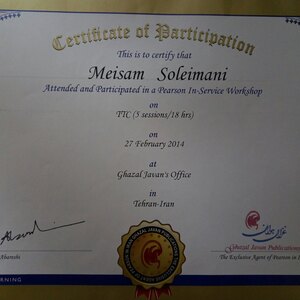 Certificate of Participation
This is to certify that
Meisam Soleimani
Attended and Participated in a Pearson In-Service Workshop
on
TTC (5 sessions/18 hrs)
on
27 February 2014
at
Ghazal Javan's Office
in
Tehran-Iran
Ghazal Javan Publications
The Exclusive Agent of Pearson in